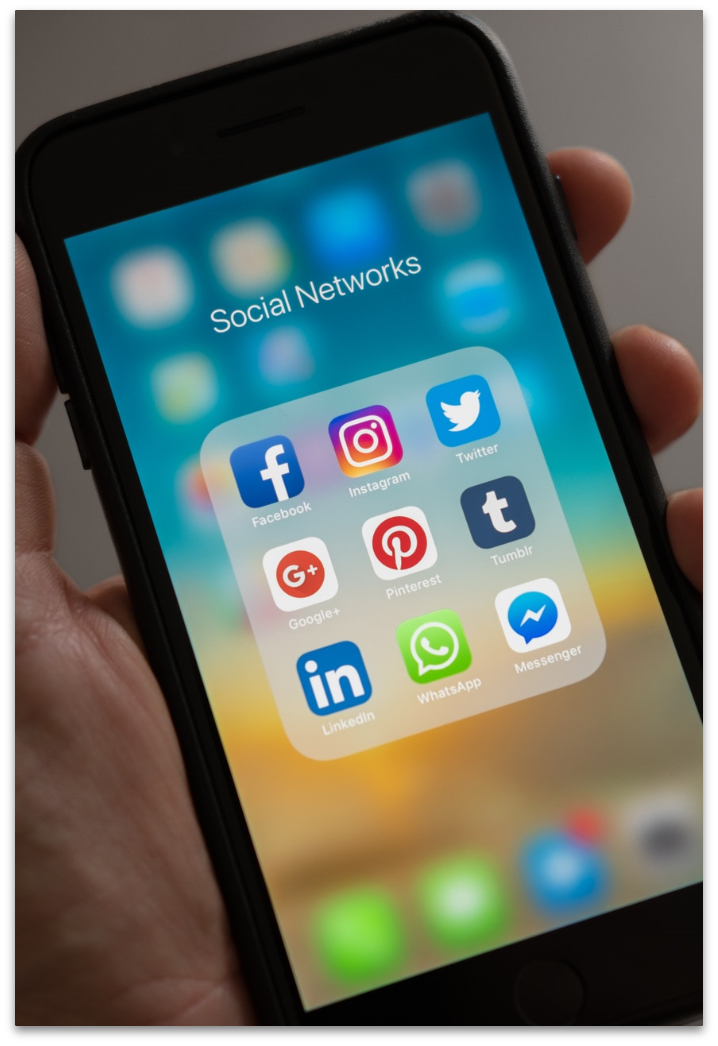 Social Networks
Facebook
Instagram
Twitter
Google+
Pinterest
Tumblr
LinkedIn
WhatsApp
Messenger